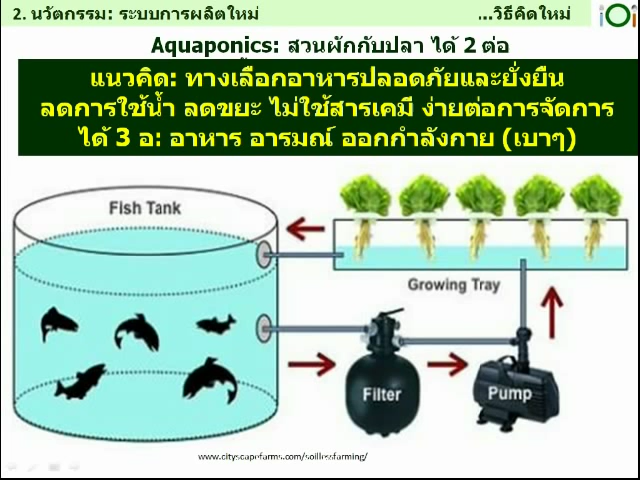 2. นวัตกรรม: ระบบการผลิตใหม่ ...วิธีคิดใหม่
iOi
Aquaponics: สวนผักกับปลา ได้ 2 ต่อ
แนวคิด: ทางเลือกอาหารปลอดภัยและยั่งยืน
ลดการใช้น้ำ ลดขยะ ไม่ใช้สารเคมี ง่ายต่อการจัดการ
ได้ 3 อ: อาหาร อารมณ์ ออกกำลังกาย (เบาๆ)
Fish Tank
Growing Tray
Filter
Pump
www.cityscapefarms.com/soillessfarming/